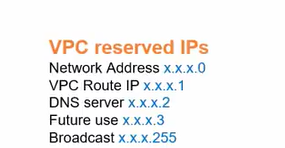 VPC reserved IPs
Network Address x.x.x.0
VPC Route IP x.x.x.1
DNS server x.x.x.2
Future use x.x.x.3
Broadcast x.x.x.255